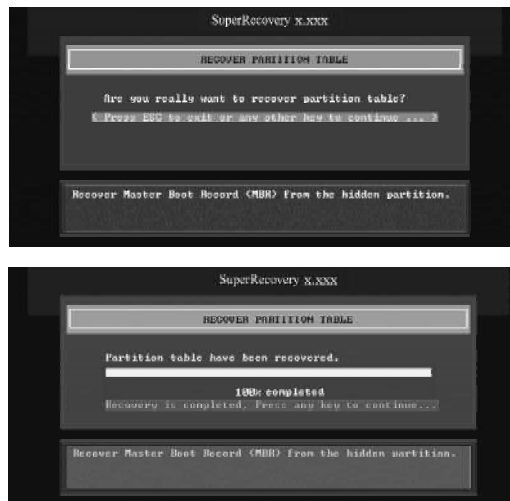 SuperRecovery x.xxx
RECOVER PARTITION TABLE
Are you really want to recover partition table?
< Press ESC to exit or any other key to continue ... >
Recover Master Boot Record <MBR> from the hidden partition.
SuperRecovery x.xxx
RECOVER PARTITION TABLE
Partition table have been recovered.
100% completed
Recovery is completed. Press any key to continue...
Recover Master Boot Record <MBR> from the hidden partition.